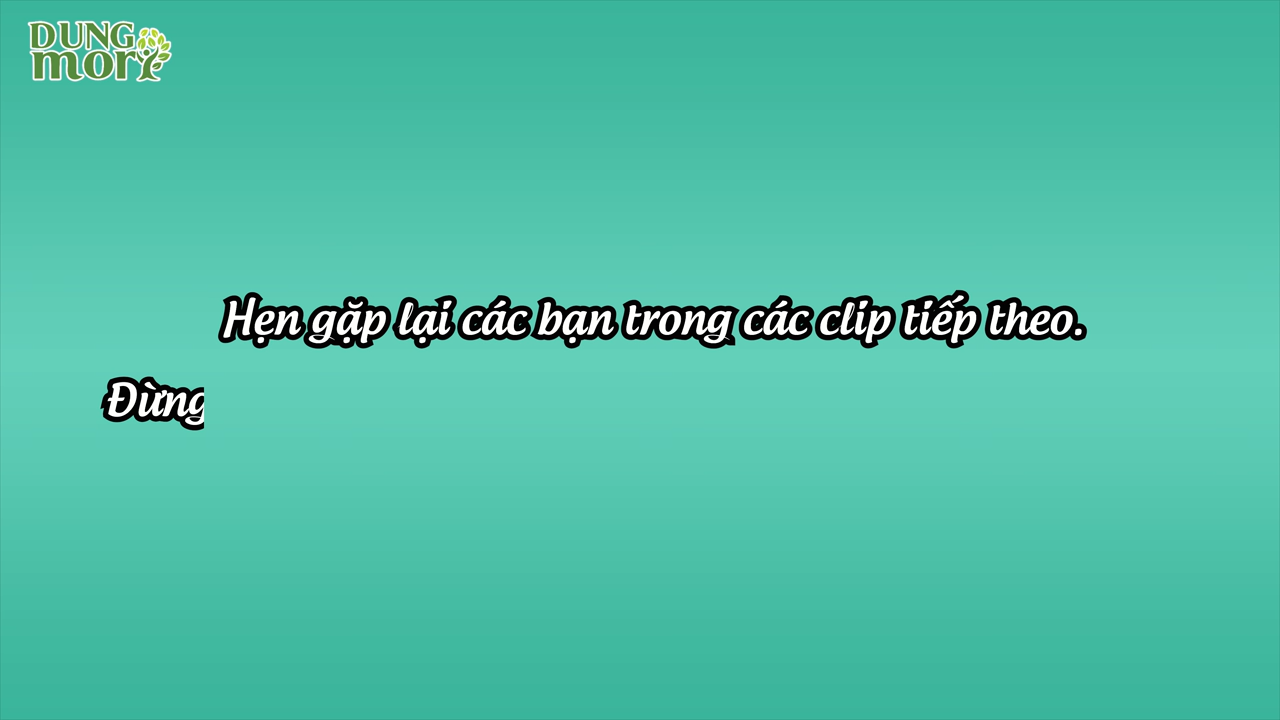 DUNG
mori
Hẹn gặp lại các bạn trong các clip tiếp theo.
Đừng